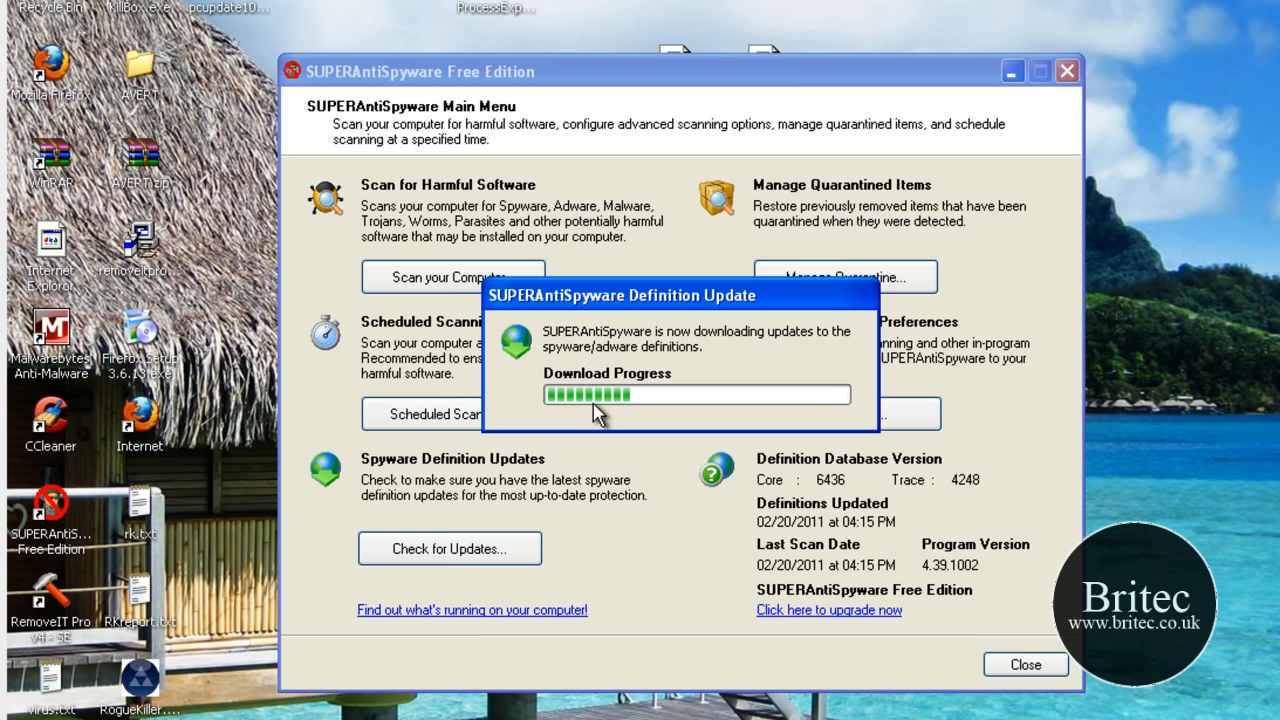 Recycle Bin
KillBox.exe
pcupdate10...
ProcessExp...
Mozilla Firefox
AVERT
WinRAR
AVERT.zip
Internet
Explorer
removeitpro...
Malwarebytes
Anti-Malware
Firefox Setup
3.6.13.exe
CCleaner
Internet
SUPERAntiS...
Free Edition
rk.txt
RemoveIT Pro
v4 - SE
RKreport.txt
virus.txt
RogueKiller....
SUPERAntiSpyware Free Edition
SUPERAntiSpyware Main Menu
Scan your computer for harmful software, configure advanced scanning options, manage quarantined items, and schedule
scanning at a specified time.
Scan for Harmful Software
Scans your computer for Spyware, Adware, Malware,
Trojans, Worms, Parasites and other potentially harmful
software that may be installed on your computer.
Scan your Computer...
Manage Quarantined Items
Restore previously removed items that have been
quarantined when they were detected.
Manage Quarantine...
SUPERAntiSpyware Definition Update
SUPERAntiSpyware is now downloading updates to the
spyware/adware definitions.
Download Progress
Scheduled Scanni
Scan your computer a
Recommended to ens
harmful software.
Scheduled Scan
Preferences
nning and other in-program
UPERAntiSpyware to your
..
Spyware Definition Updates
Check to make sure you have the latest spyware
definition updates for the most up-to-date protection.
Check for Updates...
Find out what's running on your computer!
Definition Database Version
Core : 6436 Trace : 4248
Definitions Updated
02/20/2011 at 04:15 PM
Last Scan Date Program Version
02/20/2011 at 04:15 PM 4.39.1002
SUPERAntiSpyware Free Edition
Click here to upgrade now
Close
Britec
www.britec.co.uk